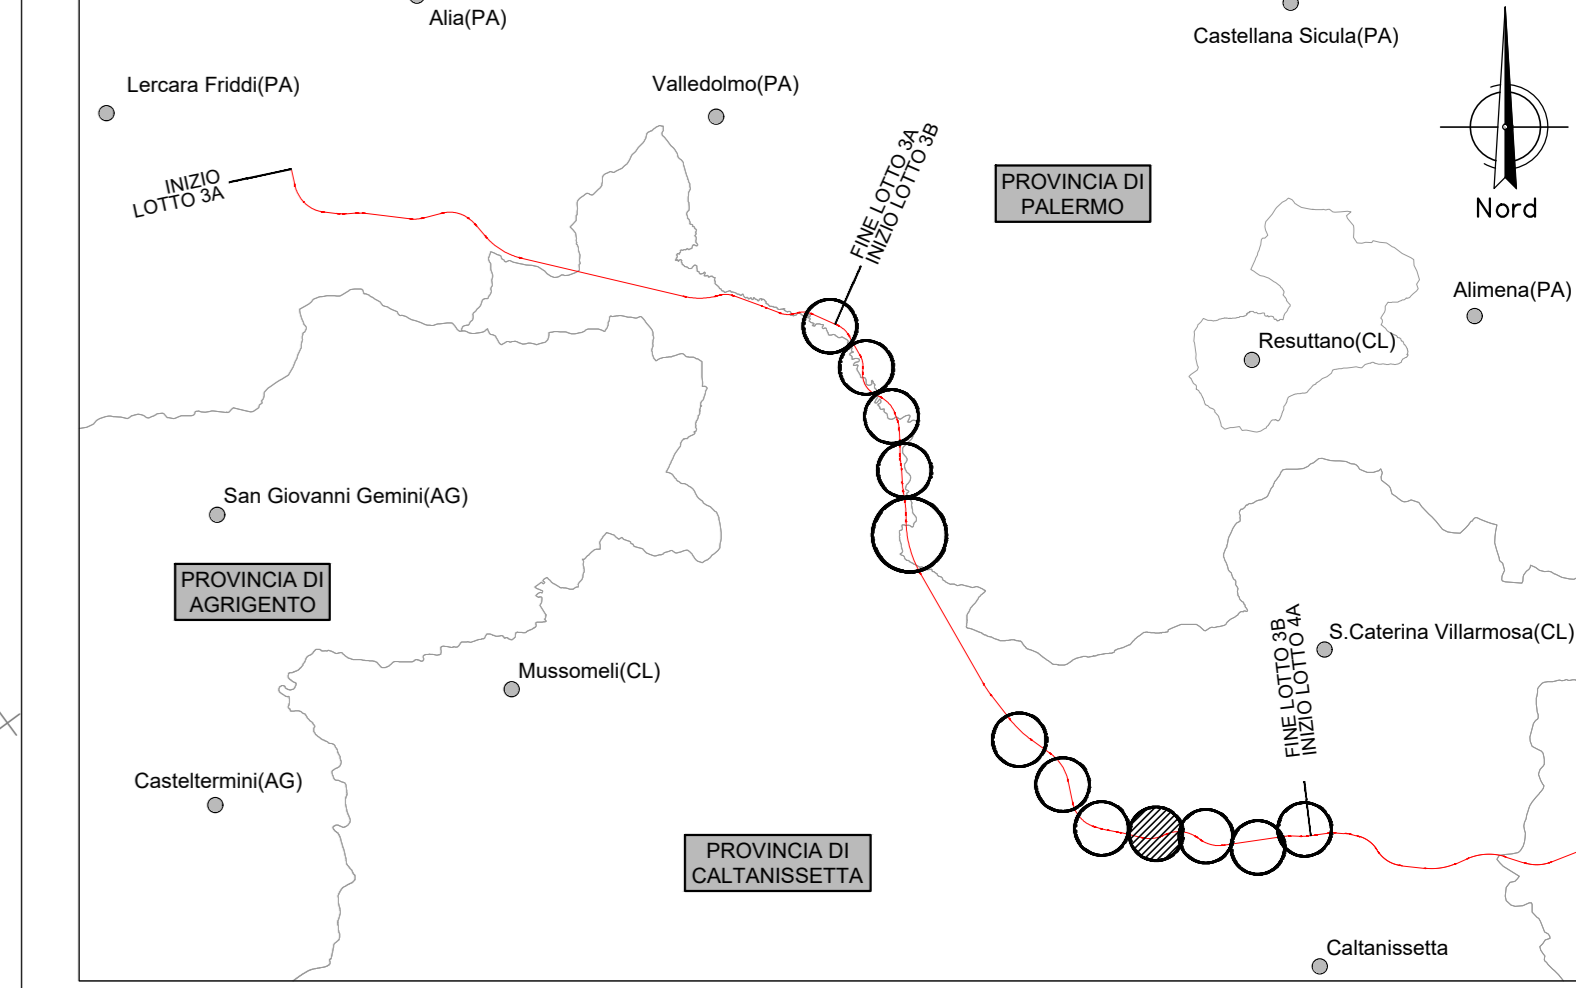 Alia(PA)
Castellana Sicula(PA)
Lercara Friddi(PA)
Valledolmo(PA)
INIZIO
LOTTO 3A
FINE LOTTO 3A
INIZIO LOTTO 3B
PROVINCIA DI
PALERMO
Nord
Alimena(PA)
Resuttano(CL)
San Giovanni Gemini(AG)
PROVINCIA DI
AGRIGENTO
FINE LOTTO 3B
INIZIO LOTTO 4A
S.Caterina Villarmosa(CL)
Mussomeli(CL)
Casteltermini(AG)
PROVINCIA DI
CALTANISSETTA
Caltanissetta